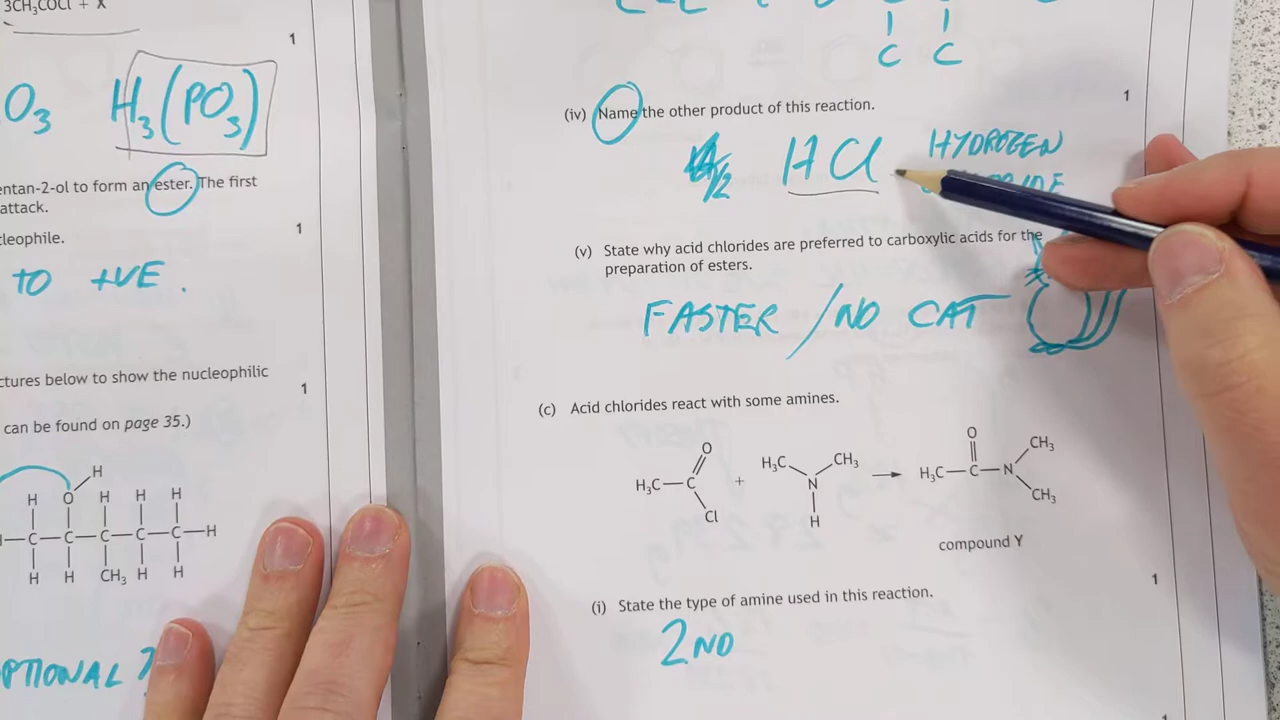 3CH₃COCl + X
1
O₃ H₃(PO₃)
entan-2-ol to form an ester. The first
attack.
cleophile.
1
TO +VE.
ctures below to show the nucleophilic
1
can be found on page 35.)
H
H O H H H
C—C—C—C—C—H
H H CH₃ H H
OPTIONAL ?
C C
(iv) Name the other product of this reaction.
1
HCl HYDROGEN
(v) State why acid chlorides are preferred to carboxylic acids for the
preparation of esters.
FASTER / NO CAT
(c) Acid chlorides react with some amines.
O
H₃C—C
Cl
+
H₃C CH₃
N
H
→
O
H₃C—C—N
CH₃
CH₃
compound Y
(i) State the type of amine used in this reaction.
1
2ND
1